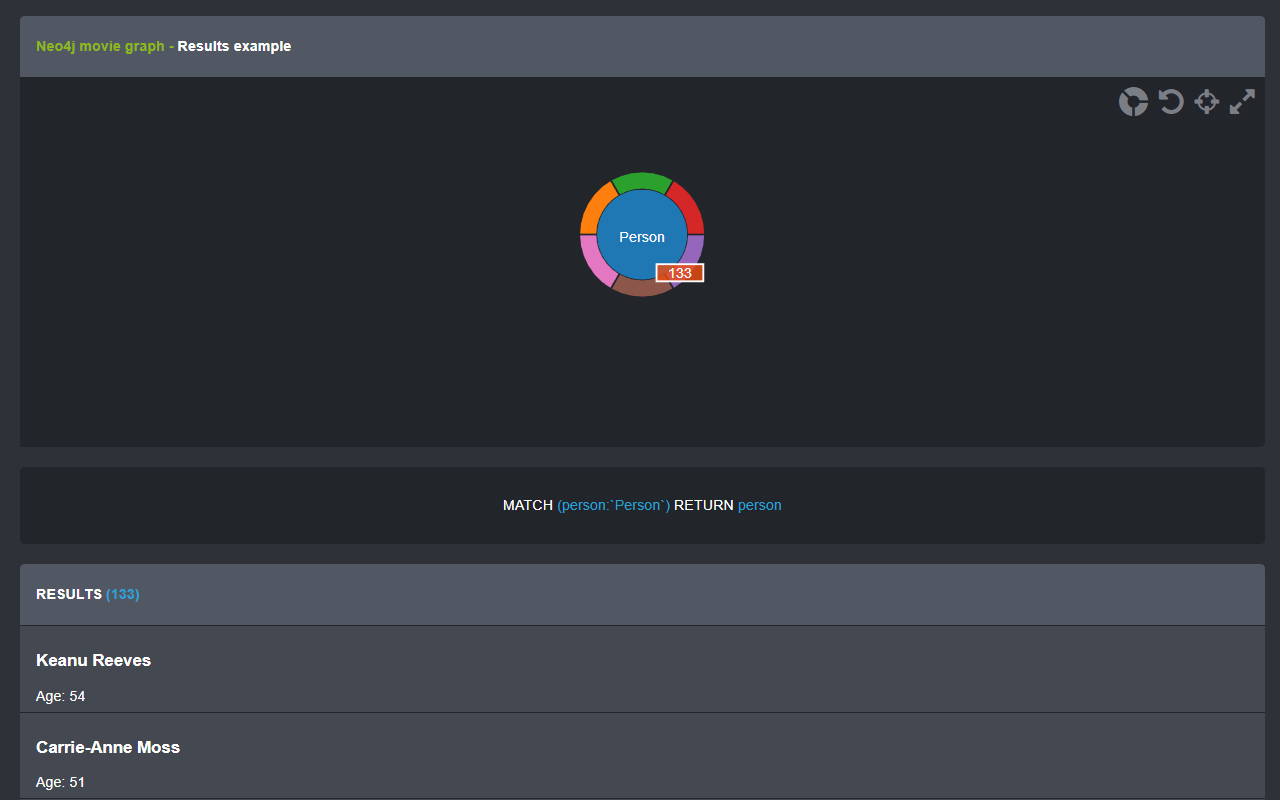 Neo4j movie graph - Results example
Person
133
MATCH (person:`Person`) RETURN person
RESULTS (133)
Keanu Reeves
Age: 54
Carrie-Anne Moss
Age: 51